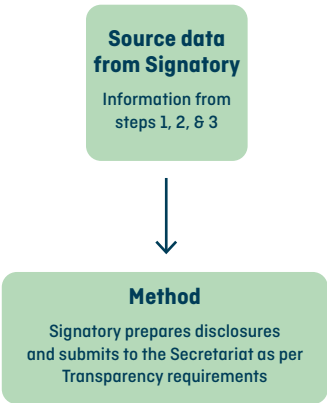 Source data
from Signatory
Information from
steps 1, 2, & 3
Method
Signatory prepares disclosures
and submits to the Secretariat as per
Transparency requirements